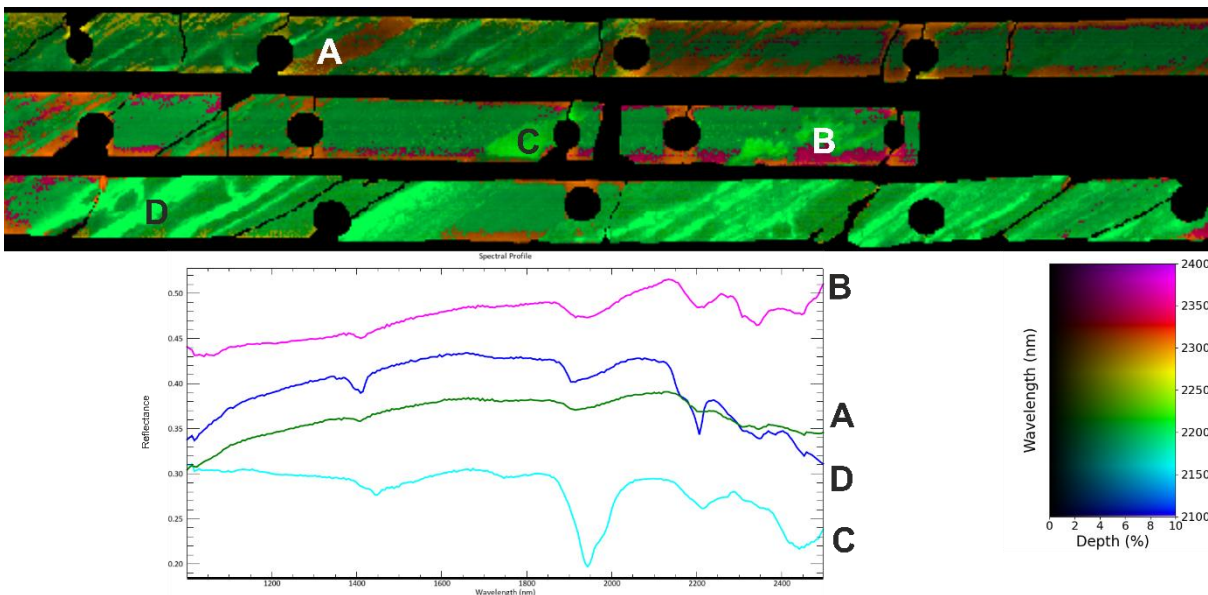 A
C
B
D
Spectral Profile
0.50
0.45
0.40
0.35
0.30
0.25
0.20
Reflectance
1200
1400
1600
1800
2000
2200
2400
Wavelength (nm)
B
A
D
C
Wavelength (nm)
2400
2350
2300
2250
2200
2150
2100
0 2 4 6 8 10
Depth (%)